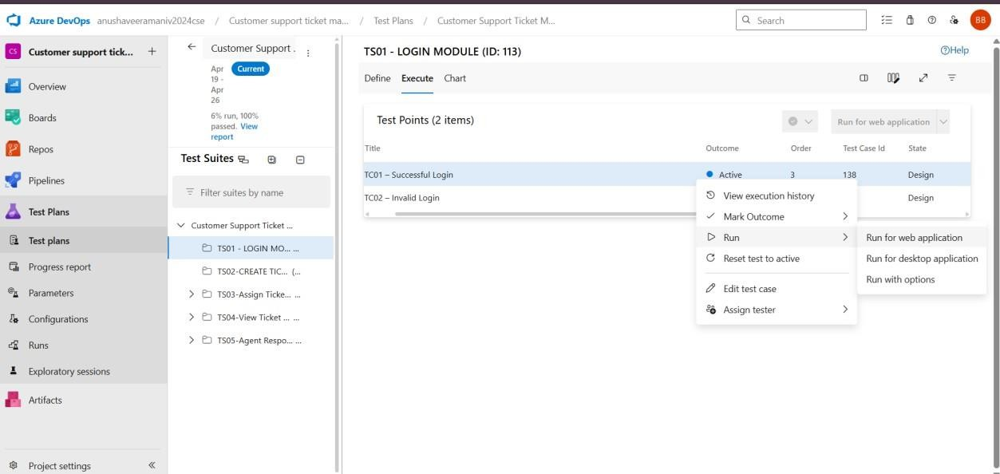 Azure DevOps anushaveeramaniv2024cse / Customer support ticket ma... / Test Plans / Customer Support Ticket M... Search BB
CS Customer support tick... +
Overview
Boards
Repos
Pipelines
Test Plans
Test plans
Progress report
Parameters
Configurations
Runs
Exploratory sessions
Artifacts
Project settings
Customer Support .
Apr
19 -
Apr
26
Current
6% run, 100%
passed. View
report
Test Suites
Filter suites by name
Customer Support Ticket ...
TS01 - LOGIN MO... ...
TS02-CREATE TIC... (...
TS03-Assign Ticke... ...
TS04-View Ticket ... ...
TS05-Agent Respo... ...
TS01 - LOGIN MODULE (ID: 113)
Help
Define Execute Chart
Test Points (2 items)
Run for web application
Title Outcome Order Test Case Id State
TC01 – Successful Login Active 3 138 Design
TC02 – Invalid Login Design
View execution history
Mark Outcome
Run
Reset test to active
Edit test case
Assign tester
Run for web application
Run for desktop application
Run with options